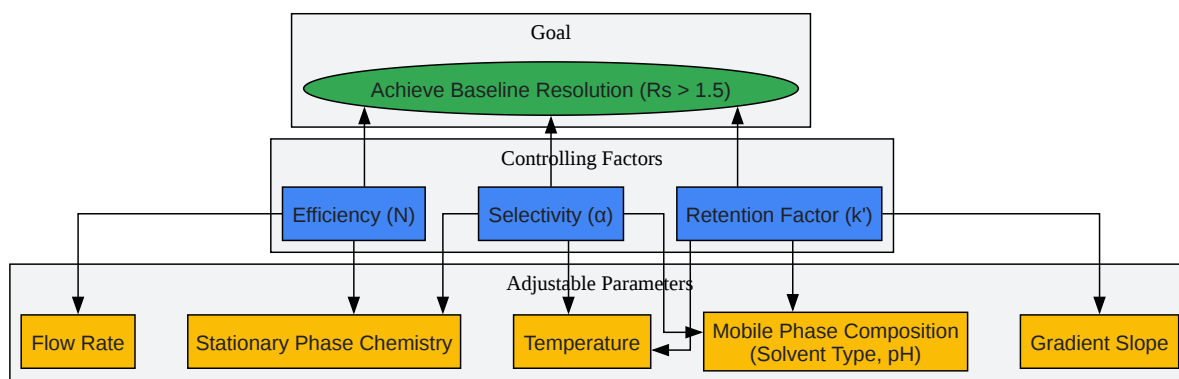 Goal
Achieve Baseline Resolution (Rs > 1.5)
Controlling Factors
Efficiency (N)
Selectivity (α)
Retention Factor (k')
Adjustable Parameters
Flow Rate
Stationary Phase Chemistry
Temperature
Mobile Phase Composition
(Solvent Type, pH)
Gradient Slope